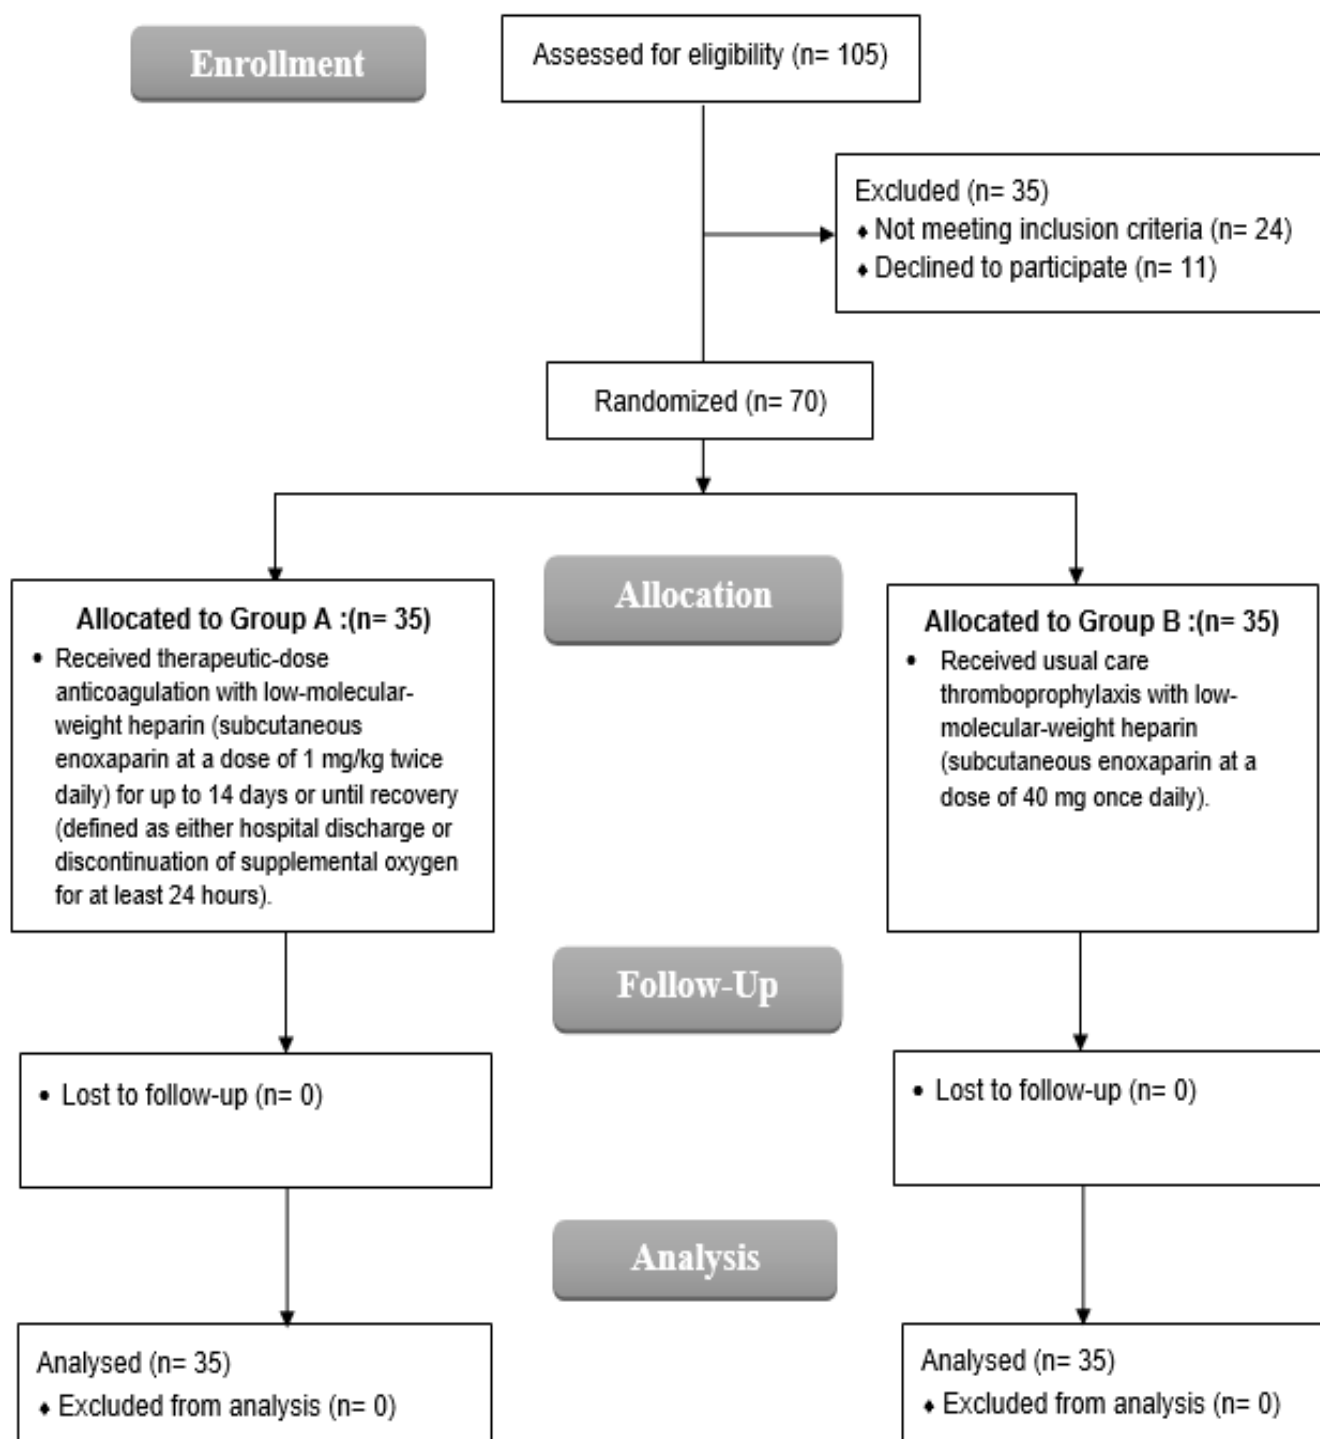 Enrollment
Assessed for eligibility (n= 105)
Excluded (n= 35)
♦ Not meeting inclusion criteria (n= 24)
♦ Declined to participate (n= 11)
Randomized (n= 70)
Allocation
Allocated to Group A :(n= 35)
• Received therapeutic-dose
anticoagulation with low-molecular-
weight heparin (subcutaneous
enoxaparin at a dose of 1 mg/kg twice
daily) for up to 14 days or until recovery
(defined as either hospital discharge or
discontinuation of supplemental oxygen
for at least 24 hours).
Allocated to Group B :(n= 35)
• Received usual care
thromboprophylaxis with low-
molecular-weight heparin
(subcutaneous enoxaparin at a
dose of 40 mg once daily).
Follow-Up
• Lost to follow-up (n= 0)
• Lost to follow-up (n= 0)
Analysis
Analysed (n= 35)
♦ Excluded from analysis (n= 0)
Analysed (n= 35)
♦ Excluded from analysis (n= 0)